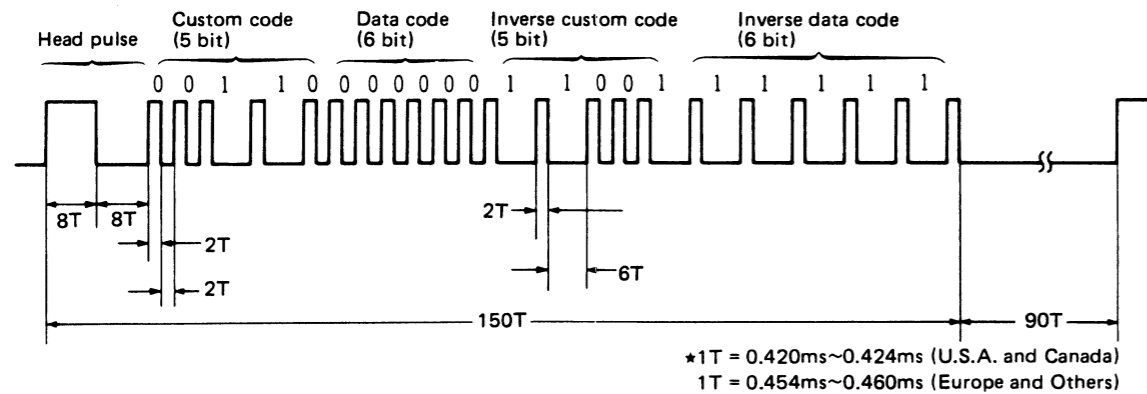 Head pulse
Custom code
(5 bit)
Data code
(6 bit)
Inverse custom code
(5 bit)
Inverse data code
(6 bit)
0 0 1 1 0 0 0 0 0 0 0 1 1 0 0 1 1 1 1 1 1
8T
8T
2T
2T
2T
6T
150T
90T
★1T = 0.420ms~0.424ms (U.S.A. and Canada)
1T = 0.454ms~0.460ms (Europe and Others)